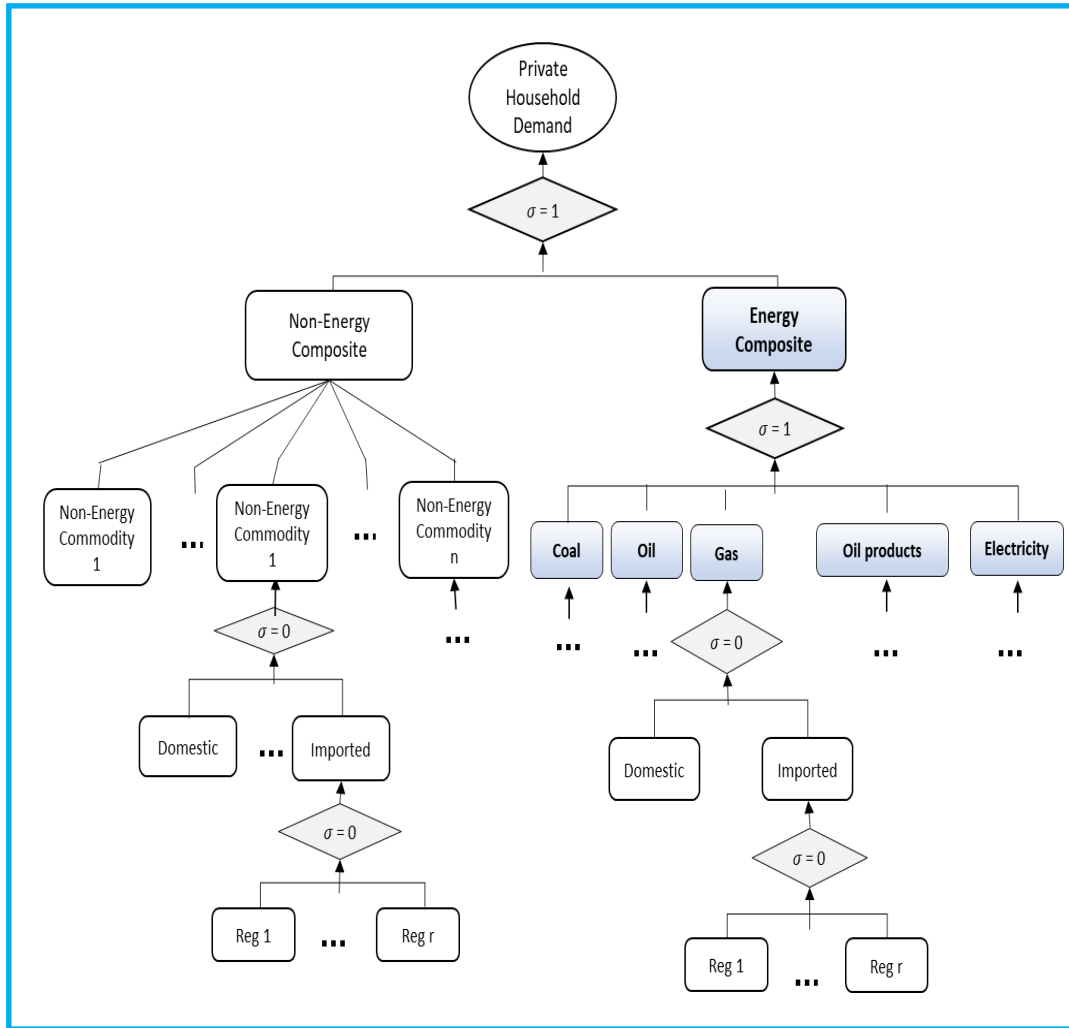 Private
Household
Demand
σ = 1
Non-Energy
Composite
Energy
Composite
σ = 1
Non-Energy
Commodity
1
...
Non-Energy
Commodity
1
...
Non-Energy
Commodity
n
Coal
Oil
Gas
Oil products
Electricity
σ = 0
...
...
...
σ = 0
...
...
Domestic
...
Imported
Domestic
Imported
σ = 0
σ = 0
Reg 1
...
Reg r
Reg 1
...
Reg r